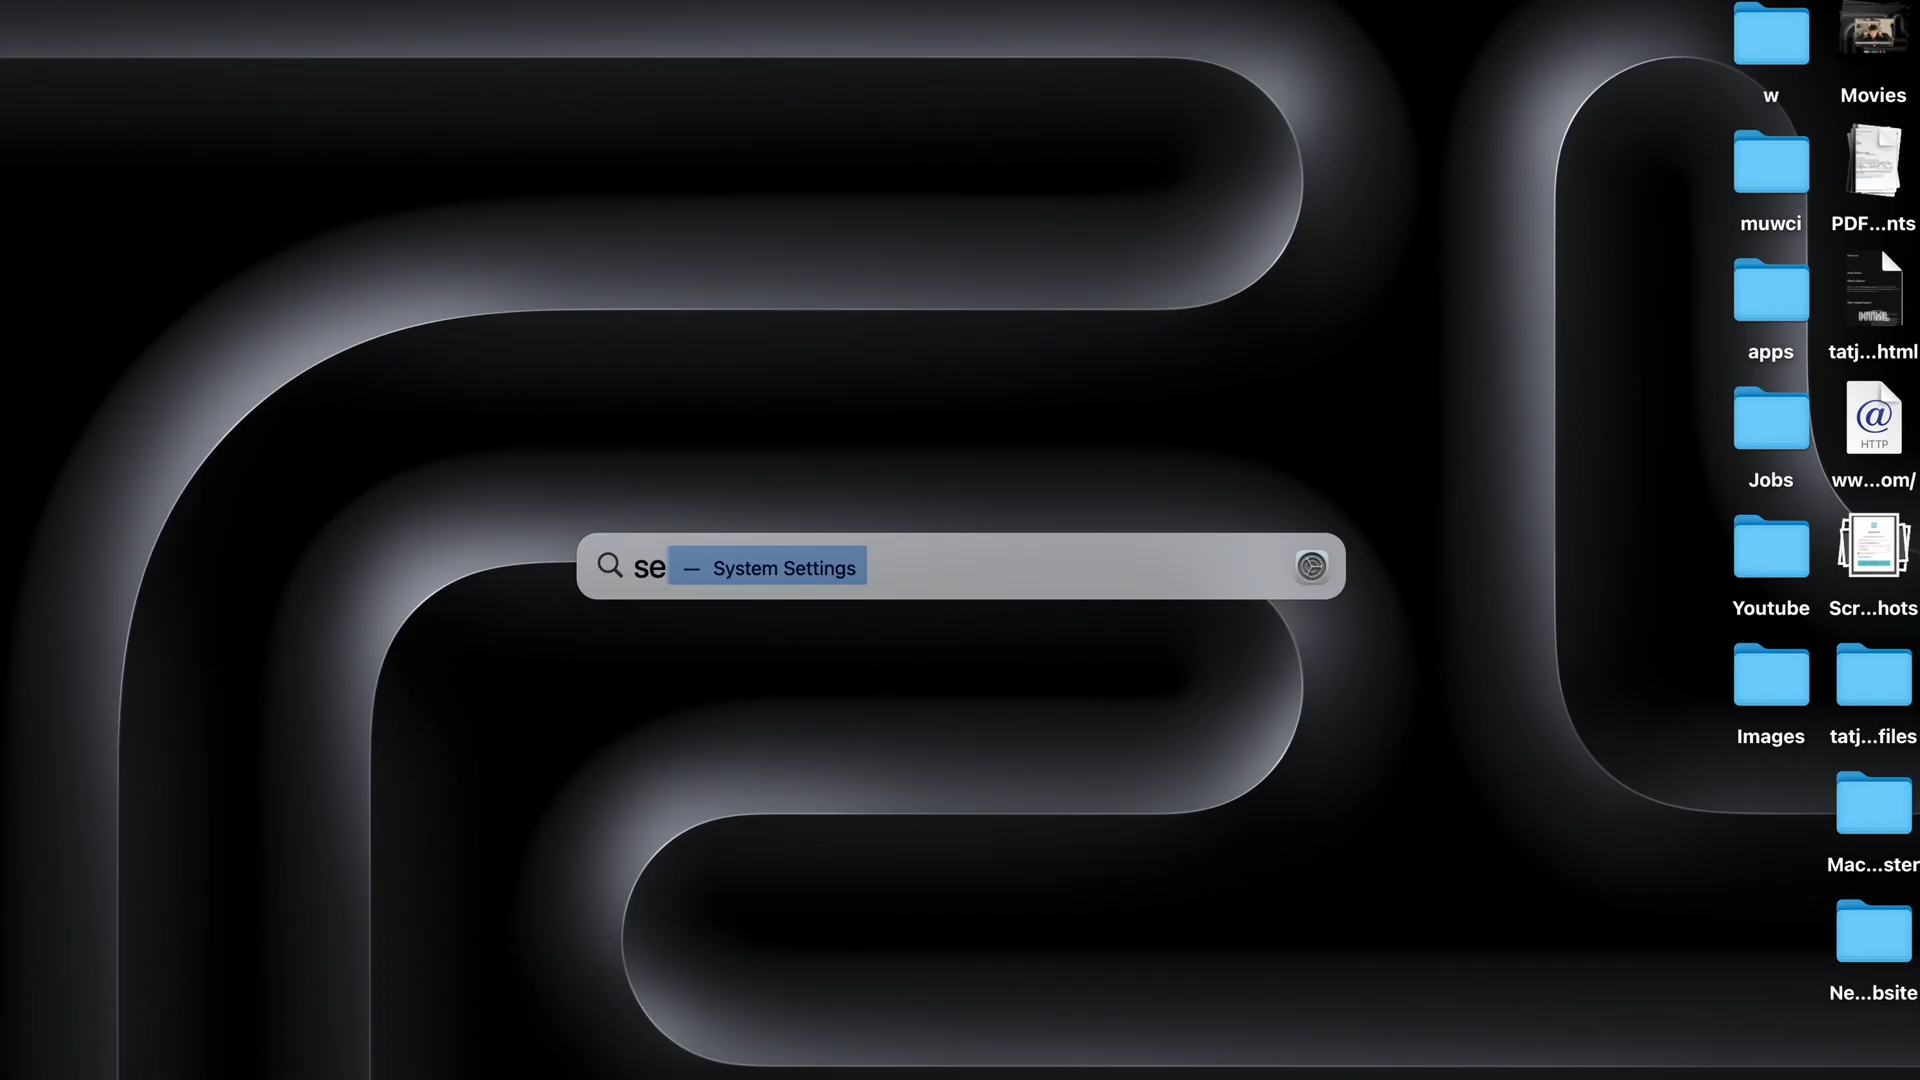 w
Movies
muwci
PDF...nts
HTML
apps
tatj...html
HTTP
Jobs
ww...om/
se — System Settings
Youtube
Scr...hots
Images
tatj...files
Mac...ster
Ne...bsite